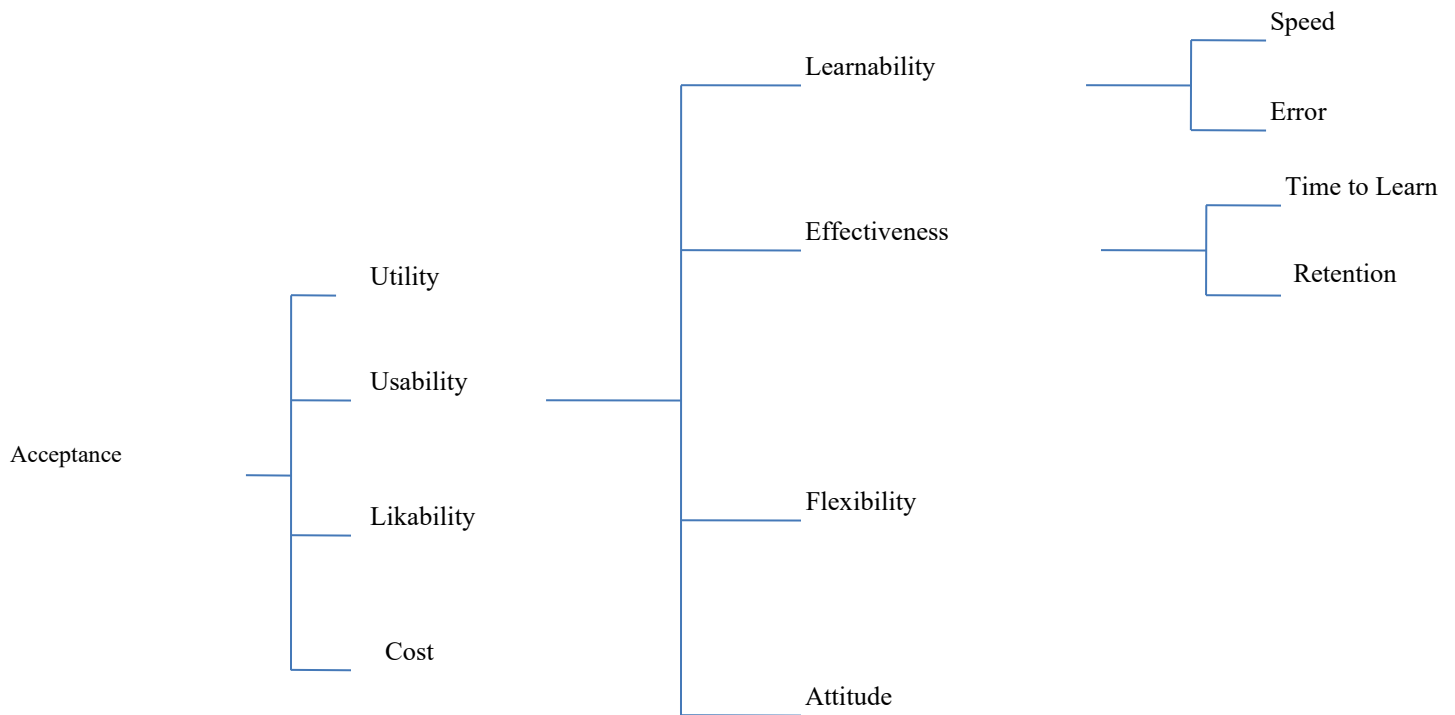 Speed
Learnability
Error
Time to Learn
Effectiveness
Retention
Utility
Usability
Acceptance
Flexibility
Likability
Cost
Attitude